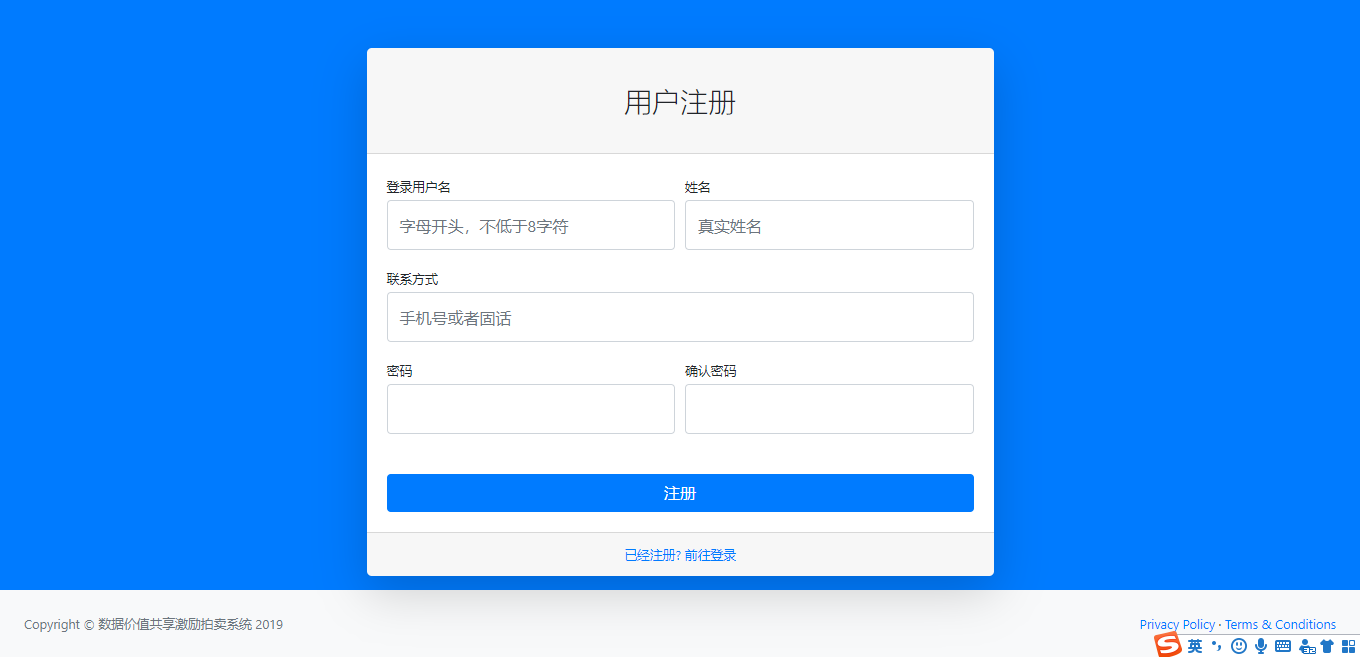 用户注册
登录用户名 姓名
字母开头，不低于8字符 真实姓名
联系方式
手机号或者固话
密码 确认密码
注册
已经注册? 前往登录
Copyright © 数据价值共享激励拍卖系统 2019 Privacy Policy · Terms & Conditions
S 英